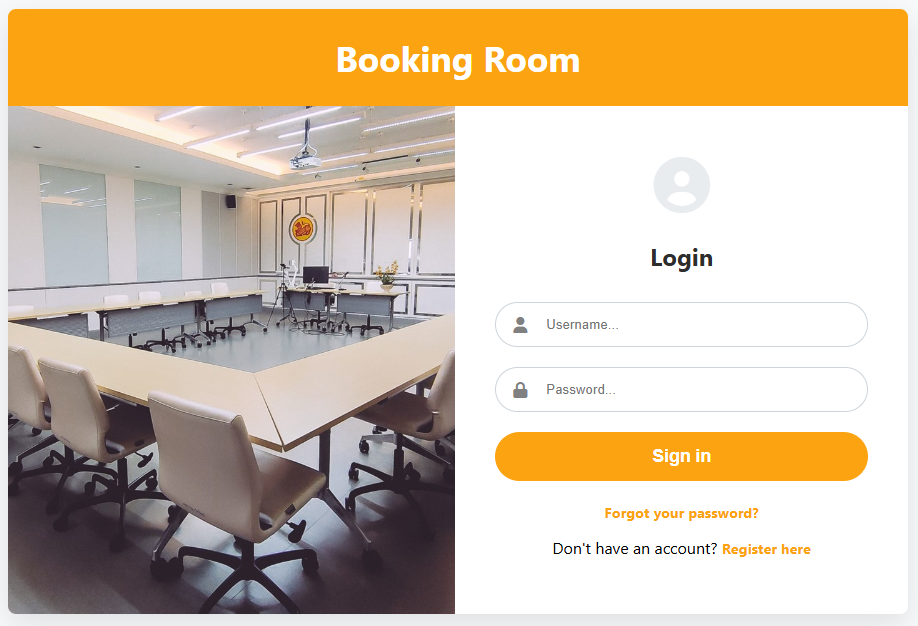 Booking Room
Login
Username...
Password...
Sign in
Forgot your password?
Don't have an account? Register here